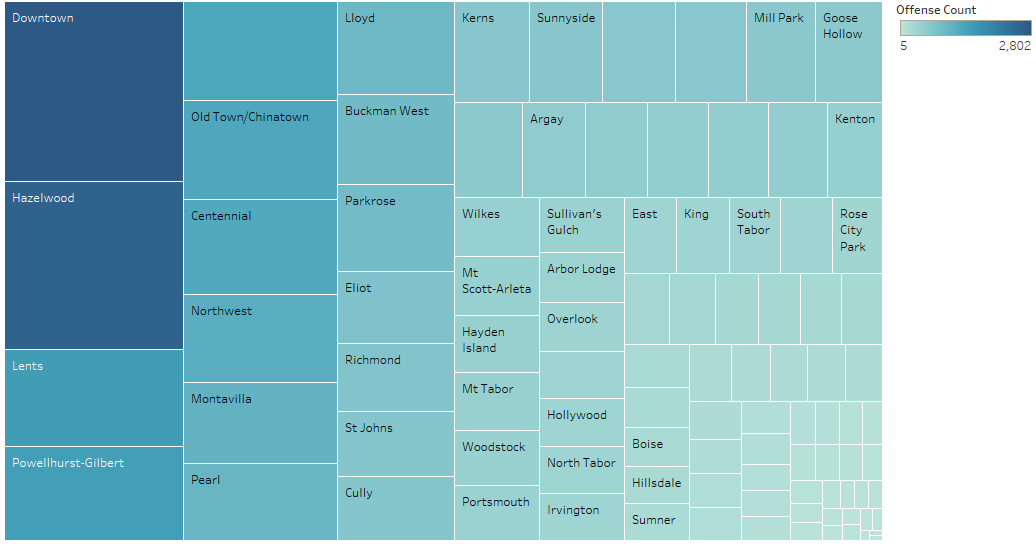 Downtown
Hazelwood
Lents
Powellhurst-Gilbert
Old Town/Chinatown
Centennial
Northwest
Montavilla
Pearl
Lloyd
Buckman West
Parkrose
Eliot
Richmond
St Johns
Cully
Kerns
Sunnyside
Mill Park
Goose
Hollow
Argay
Kenton
Wilkes
Mt
Scott-Arleta
Hayden
Island
Mt Tabor
Woodstock
Portsmouth
Sullivan's
Gulch
Arbor Lodge
Overlook
Hollywood
North Tabor
Irvington
East
King
South
Tabor
Rose
City
Park
Boise
Hillsdale
Sumner
Offense Count
5
2,802